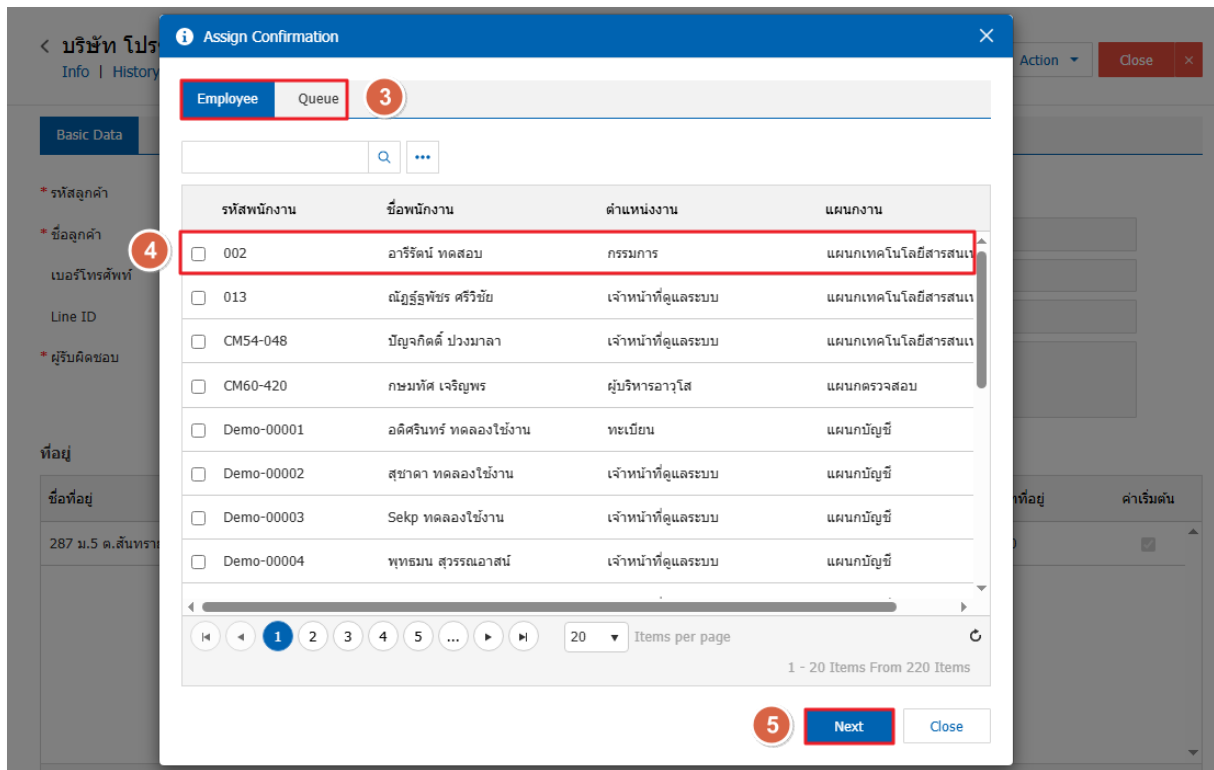 บริษัท
Info | History
Assign Confirmation
Action
Close
Employee Queue 3
Basic Data
* รหัสลูกค้า
* ชื่อลูกค้า
เบอร์โทรศัพท์
Line ID
* ผู้รับผิดชอบ
รหัสพนักงาน ชื่อพนักงาน ตำแหน่งงาน แผนกงาน
4
002 อารีรัตน์ ทดสอบ กรรมการ แผนกเทคโนโลยีสารสนเท
013 ศรีวิชัย เจ้าหน้าที่ดูแลระบบ แผนกเทคโนโลยีสารสนเท
CM54-048 ปัญจกิตติ์ ปวงมาลา เจ้าหน้าที่ดูแลระบบ แผนกเทคโนโลยีสารสนเท
CM60-420 กษมทัศ เจริญพร ผู้บริหารอาวุโส แผนกตรวจสอบ
Demo-00001 อดิศรินทร์ ทดลองใช้งาน ทะเบียน แผนกบัญชี
Demo-00002 สุชาดา ทดลองใช้งาน เจ้าหน้าที่ดูแลระบบ แผนกบัญชี
Demo-00003 Sekp ทดลองใช้งาน เจ้าหน้าที่ดูแลระบบ แผนกบัญชี
Demo-00004 พุทธมน สุวรรณอาสน์ เจ้าหน้าที่ดูแลระบบ แผนกบัญชี
ที่อยู่
ชื่อที่อยู่ ที่อยู่ ค่าเริ่มต้น
287 ม.5 ต.สันทราย
1 2 3 4 5 ... 20 Items per page
1 - 20 Items From 220 Items
5 Next Close